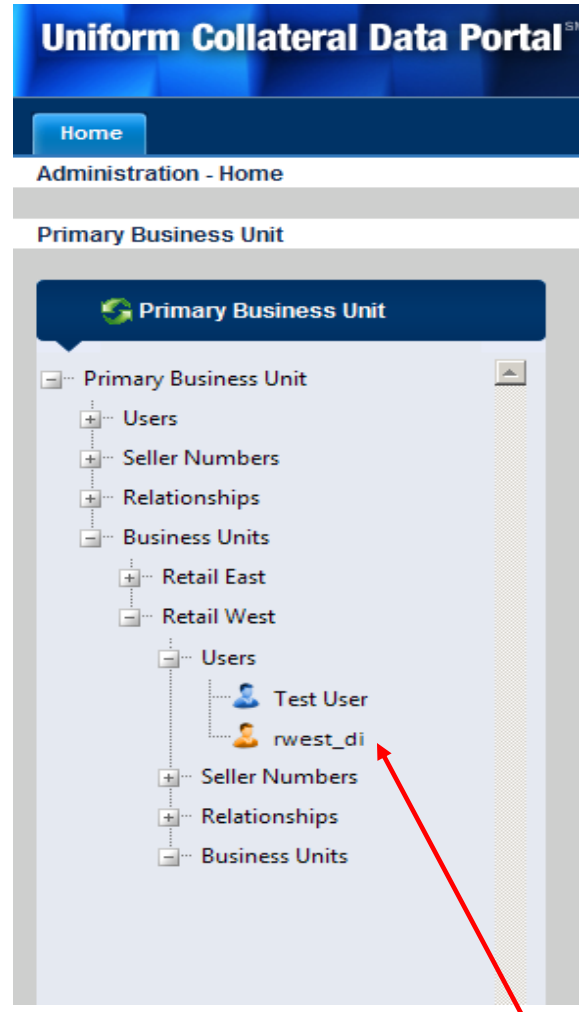 Uniform Collateral Data Portal SM
Home
Administration - Home
Primary Business Unit
Primary Business Unit
Primary Business Unit
Users
Seller Numbers
Relationships
Business Units
Retail East
Retail West
Users
Test User
rwest_di
Seller Numbers
Relationships
Business Units